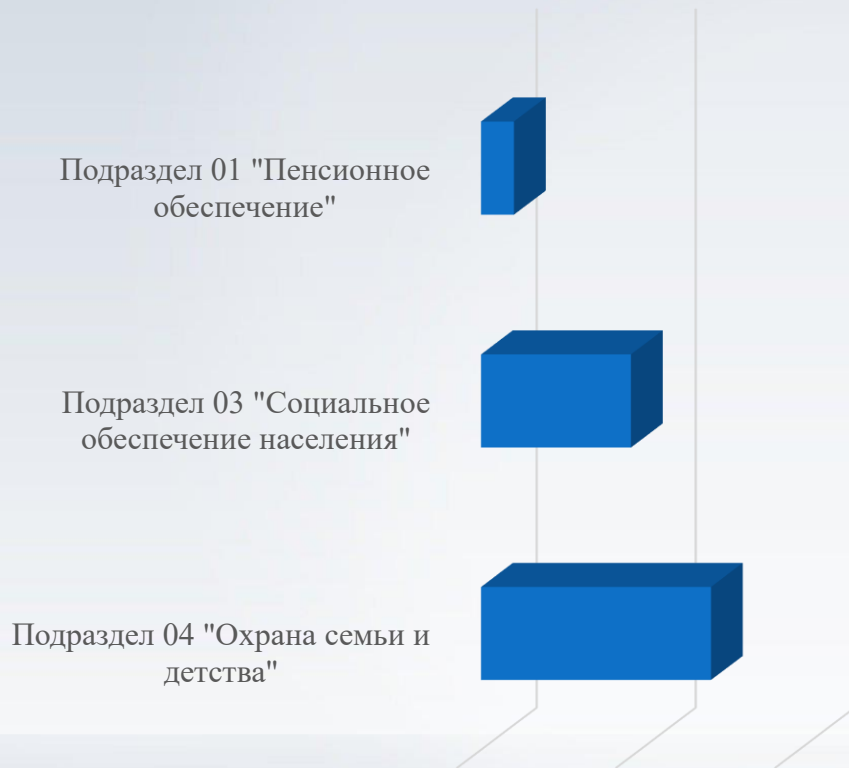 Подраздел 01 "Пенсионное
обеспечение"
Подраздел 03 "Социальное
обеспечение населения"
Подраздел 04 "Охрана семьи и
детства"